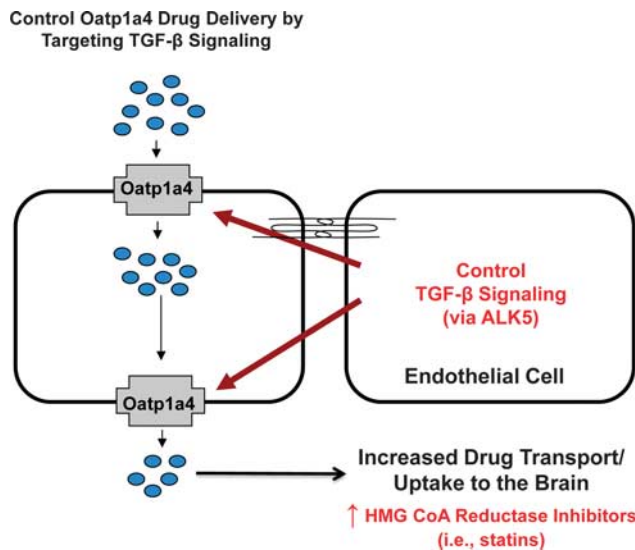 Control Oatp1a4 Drug Delivery by
Targeting TGF-β Signaling
Oatp1a4
Control
TGF-β Signaling
(via ALK5)
Endothelial Cell
Oatp1a4
Increased Drug Transport/
Uptake to the Brain
↑ HMG CoA Reductase Inhibitors
(i.e., statins)